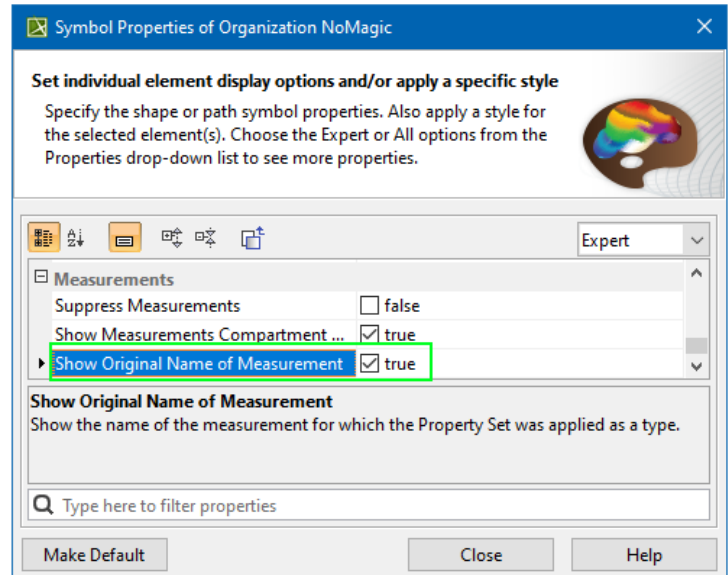 Symbol Properties of Organization NoMagic
Set individual element display options and/or apply a specific style
Specify the shape or path symbol properties. Also apply a style for
the selected element(s). Choose the Expert or All options from the
Properties drop-down list to see more properties.
Expert
Measurements
Suppress Measurements false
Show Measurements Compartment ... true
Show Original Name of Measurement true
Show Original Name of Measurement
Show the name of the measurement for which the Property Set was applied as a type.
Type here to filter properties
Make Default Close Help